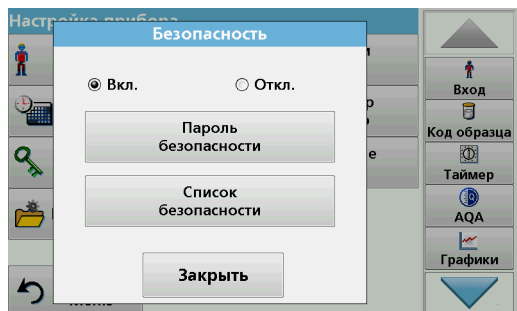 Настройка прибора
Безопасность
Вкл.
Откл.
Пароль
безопасности
Список
безопасности
Закрыть
Вход
Код образца
Таймер
AQA
Графики